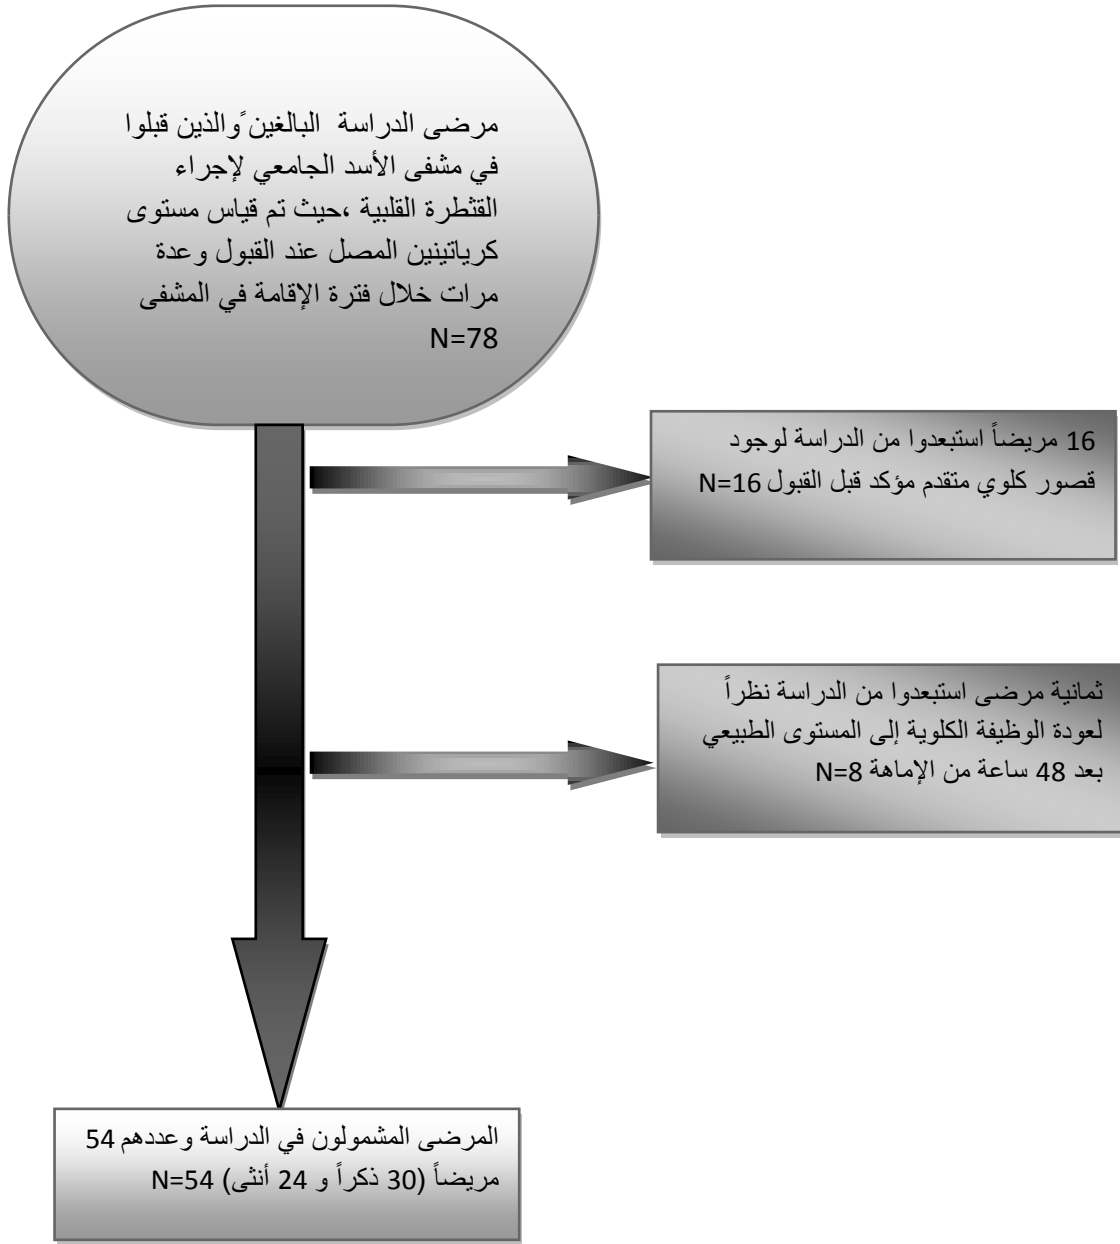 مرضى الدراسة البالغين ًوالذين قبلوا
في مشفى الأسد الجامعي لإجراء
القثطرة القلبية ،حيث تم قياس مستوى
كرياتينين المصل عند القبول وعدة
مرات خلال فترة الإقامة في المشفى
N=78
16 مريضاً استبعدوا من الدراسة لوجود
قصور كلوي متقدم مؤكد قبل القبول N=16
ثمانية مرضى استبعدوا من الدراسة نظراً
لعودة الوظيفة الكلوية إلى المستوى الطبيعي
بعد 48 ساعة من الإماهة N=8
المرضى المشمولون في الدراسة وعددهم 54
مريضاً (30 ذكراً و 24 أنثى) N=54